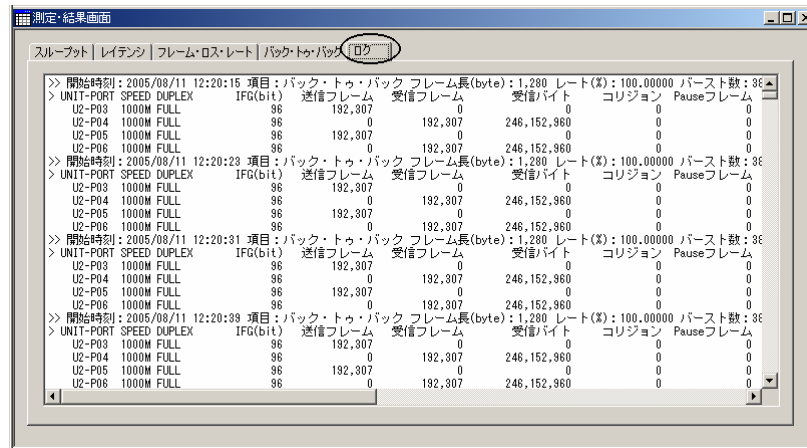 測定・結果画面
スループット レイテンシ フレーム・ロス・レート バック・トゥ・バック ログ
>> 開始時刻：2005/08/11 12:20:15 項目：バック・トゥ・バック フレーム長(byte)：1,280 レート(%)：100.00000 バースト数：38
> UNIT-PORT SPEED DUPLEX IFG(bit) 送信フレーム 受信フレーム 受信バイト コリジョン Pauseフレーム
U2-P03 1000M FULL 96 192,307 0 0 0 0
U2-P04 1000M FULL 96 0 192,307 246,152,960 0 0
U2-P05 1000M FULL 96 192,307 0 0 0 0
U2-P06 1000M FULL 96 0 192,307 246,152,960 0 0
>> 開始時刻：2005/08/11 12:20:23 項目：バック・トゥ・バック フレーム長(byte)：1,280 レート(%)：100.00000 バースト数：38
> UNIT-PORT SPEED DUPLEX IFG(bit) 送信フレーム 受信フレーム 受信バイト コリジョン Pauseフレーム
U2-P03 1000M FULL 96 192,307 0 0 0 0
U2-P04 1000M FULL 96 0 192,307 246,152,960 0 0
U2-P05 1000M FULL 96 192,307 0 0 0 0
U2-P06 1000M FULL 96 0 192,307 246,152,960 0 0
>> 開始時刻：2005/08/11 12:20:31 項目：バック・トゥ・バック フレーム長(byte)：1,280 レート(%)：100.00000 バースト数：38
> UNIT-PORT SPEED DUPLEX IFG(bit) 送信フレーム 受信フレーム 受信バイト コリジョン Pauseフレーム
U2-P03 1000M FULL 96 192,307 0 0 0 0
U2-P04 1000M FULL 96 0 192,307 246,152,960 0 0
U2-P05 1000M FULL 96 192,307 0 0 0 0
U2-P06 1000M FULL 96 0 192,307 246,152,960 0 0
>> 開始時刻：2005/08/11 12:20:39 項目：バック・トゥ・バック フレーム長(byte)：1,280 レート(%)：100.00000 バースト数：38
> UNIT-PORT SPEED DUPLEX IFG(bit) 送信フレーム 受信フレーム 受信バイト コリジョン Pauseフレーム
U2-P03 1000M FULL 96 192,307 0 0 0 0
U2-P04 1000M FULL 96 0 192,307 246,152,960 0 0
U2-P05 1000M FULL 96 192,307 0 0 0 0
U2-P06 1000M FULL 96 0 192,307 246,152,960 0 0